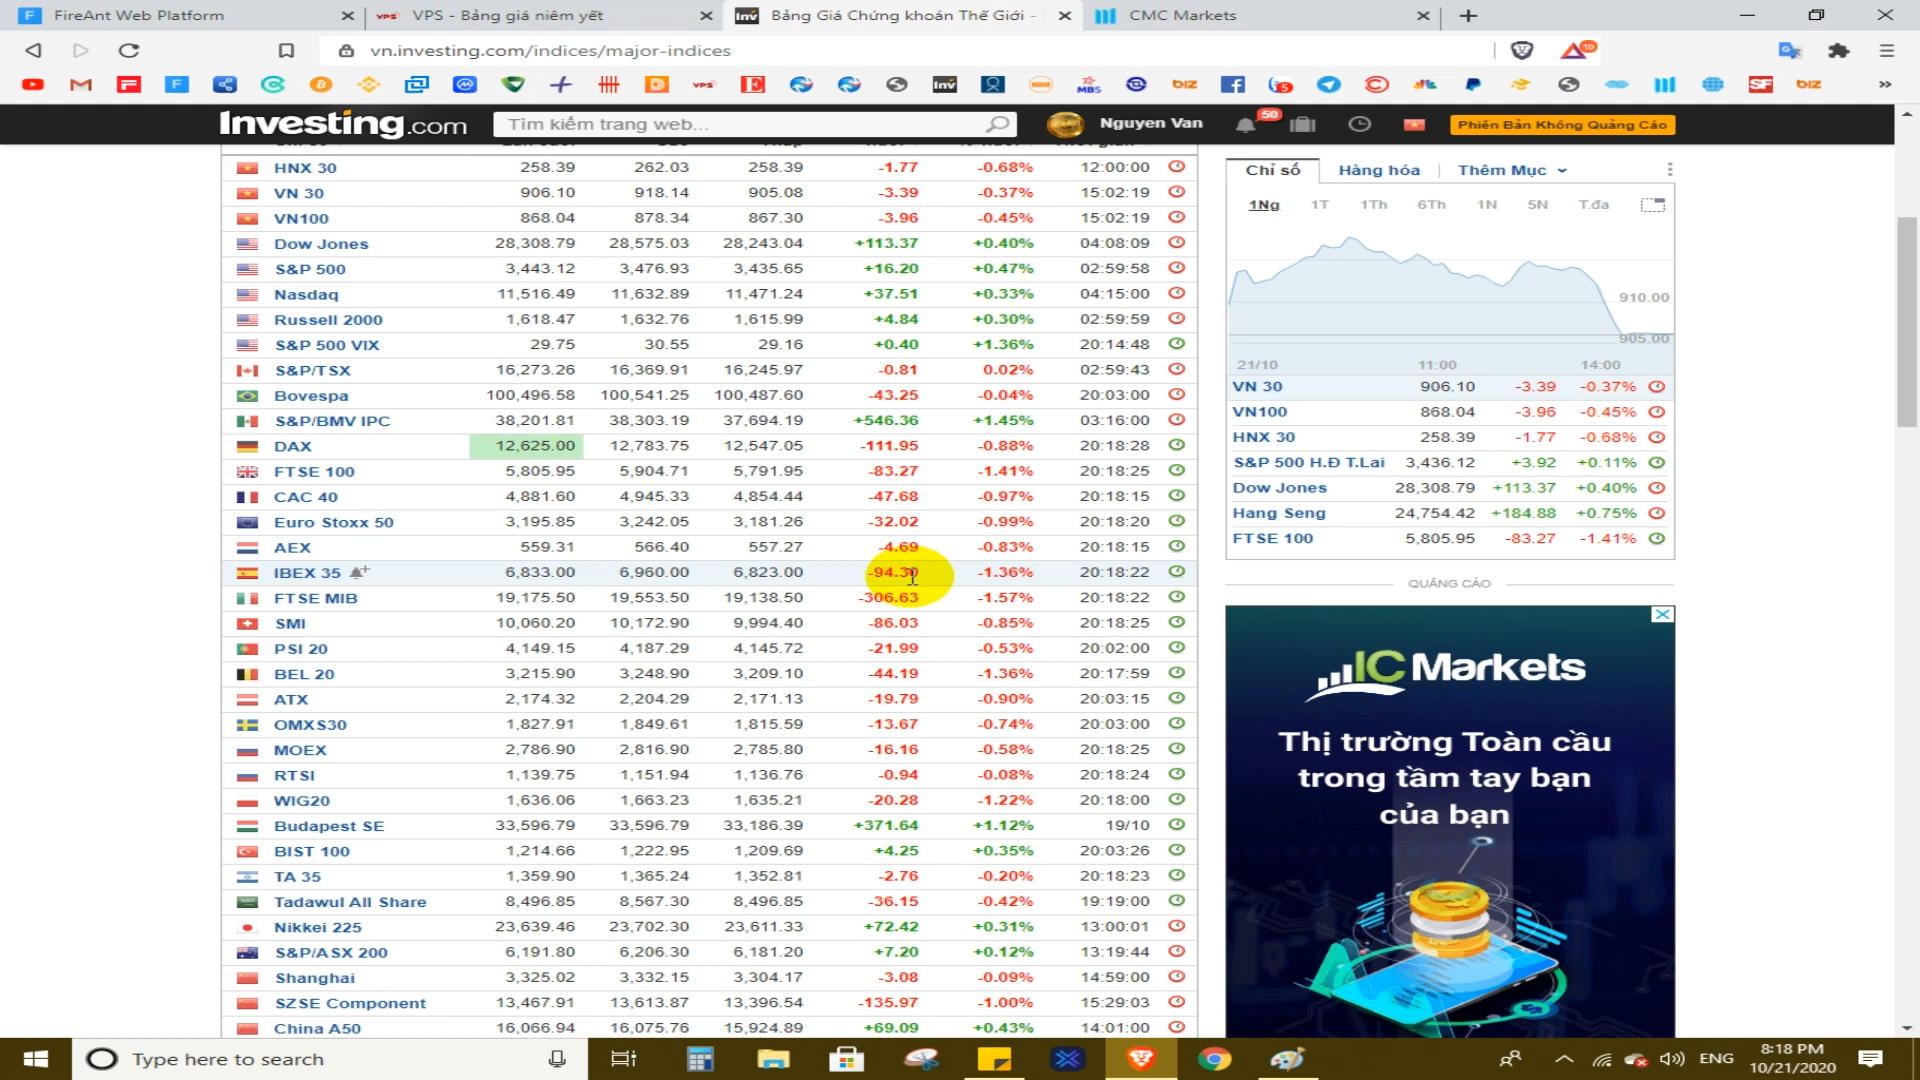 FireAnt Web Platform
VPS - Bảng giá niêm yết
Bảng Giá Chứng khoán Thế Giới -
CMC Markets
vn.investing.com/indices/major-indices
10
Investing.com
Tìm kiếm trang web...
Nguyen Van
50
Phiên Bản Không Quảng Cáo
HNX 30 258.39 262.03 258.39 -1.77 -0.68% 12:00:00
VN 30 906.10 918.14 905.08 -3.39 -0.37% 15:02:19
VN100 868.04 878.34 867.30 -3.96 -0.45% 15:02:19
Dow Jones 28,308.79 28,575.03 28,243.04 +113.37 +0.40% 04:08:09
S&P 500 3,443.12 3,476.93 3,435.65 +16.20 +0.47% 02:59:58
Nasdaq 11,516.49 11,632.89 11,471.24 +37.51 +0.33% 04:15:00
Russell 2000 1,618.47 1,632.76 1,615.99 +4.84 +0.30% 02:59:59
S&P 500 VIX 29.75 30.55 29.16 +0.40 +1.36% 20:14:48
S&P/TSX 16,273.26 16,369.91 16,245.97 -0.81 0.02% 02:59:43
Bovespa 100,496.58 100,541.25 100,487.60 -43.25 -0.04% 20:03:00
S&P/BMV IPC 38,201.81 38,303.19 37,694.19 +546.36 +1.45% 03:16:00
DAX 12,625.00 12,783.75 12,547.05 -111.95 -0.88% 20:18:28
FTSE 100 5,805.95 5,904.71 5,791.95 -83.27 -1.41% 20:18:25
CAC 40 4,881.60 4,945.33 4,854.44 -47.68 -0.97% 20:18:15
Euro Stoxx 50 3,195.85 3,242.05 3,181.26 -32.02 -0.99% 20:18:20
AEX 559.31 566.40 557.27 -4.69 -0.83% 20:18:15
IBEX 35 6,833.00 6,960.00 6,823.00 -94.30 -1.36% 20:18:22
FTSE MIB 19,175.50 19,553.50 19,138.50 -306.63 -1.57% 20:18:22
SMI 10,060.20 10,172.90 9,994.40 -86.03 -0.85% 20:18:25
PSI 20 4,149.15 4,187.29 4,145.72 -21.99 -0.53% 20:02:00
BEL 20 3,215.90 3,248.90 3,209.10 -44.19 -1.36% 20:17:59
ATX 2,174.32 2,204.29 2,171.13 -19.79 -0.90% 20:03:15
OMXS30 1,827.91 1,849.61 1,815.59 -13.67 -0.74% 20:03:00
MOEX 2,786.90 2,816.90 2,785.80 -16.16 -0.58% 20:18:25
RTSI 1,139.75 1,151.94 1,136.76 -0.94 -0.08% 20:18:24
WIG20 1,636.06 1,663.23 1,635.21 -20.28 -1.22% 20:18:00
Budapest SE 33,596.79 33,596.79 33,186.39 +371.64 +1.12% 19/10
BIST 100 1,214.66 1,222.95 1,209.69 +4.25 +0.35% 20:03:26
TA 35 1,359.90 1,365.24 1,352.81 -2.76 -0.20% 20:18:23
Tadawul All Share 8,496.85 8,567.30 8,496.85 -36.15 -0.42% 19:19:00
Nikkei 225 23,639.46 23,702.30 23,611.33 +72.42 +0.31% 13:00:01
S&P/ASX 200 6,191.80 6,206.30 6,181.20 +7.20 +0.12% 13:19:44
Shanghai 3,325.02 3,332.15 3,304.17 -3.08 -0.09% 14:59:00
SZSE Component 13,467.91 13,613.87 13,396.54 -135.97 -1.00% 15:29:03
China A50 16,066.94 16,075.76 15,924.89 +69.09 +0.43% 14:01:00
Chỉ số Hàng hóa Thêm Mục
1Ng 1T 1Th 6Th 1N 5N T.đa
910.00
905.00
21/10 11:00 14:00
VN 30 906.10 -3.39 -0.37%
VN100 868.04 -3.96 -0.45%
HNX 30 258.39 -1.77 -0.68%
S&P 500 H.Đ T.Lai 3,436.12 +3.92 +0.11%
Dow Jones 28,308.79 +113.37 +0.40%
Hang Seng 24,754.42 +184.88 +0.75%
FTSE 100 5,805.95 -83.27 -1.41%
QUẢNG CÁO
IC Markets
Thị trường Toàn cầu
trong tầm tay bạn
của bạn
Type here to search
ENG
8:18 PM
10/21/2020